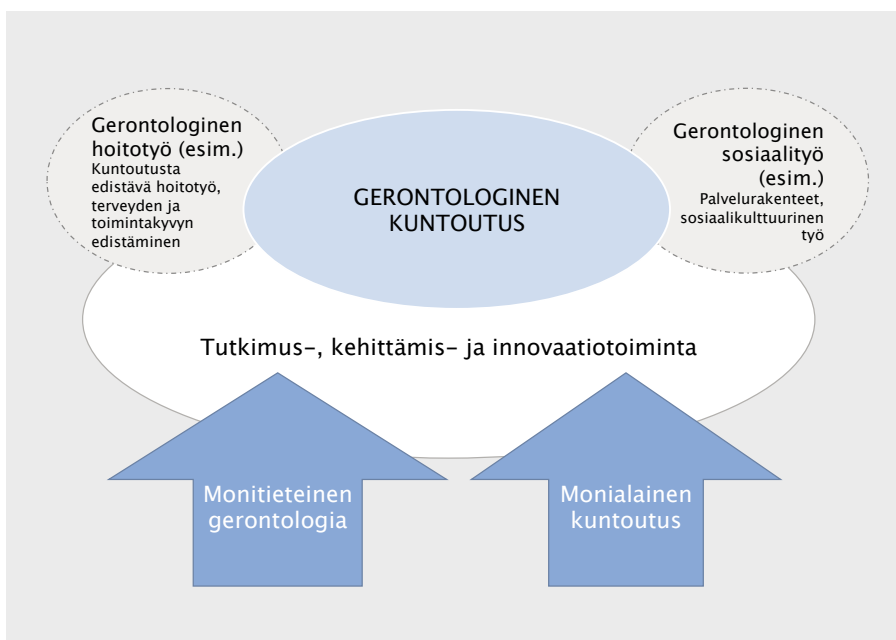 Gerontologinen
hoitotyö (esim.)
Kuntoutusta
edistävä hoitotyö,
terveyden ja
toimintakyvyn
edistäminen
GERONTOLOGINEN
KUNTOUTUS
Gerontologinen
sosiaalityö
(esim.)
Palvelurakenteet,
sosiaalikulttuurinen
työ
Tutkimus-, kehittämis- ja innovaatiotoiminta
Monitieteinen
gerontologia
Monialainen
kuntoutus